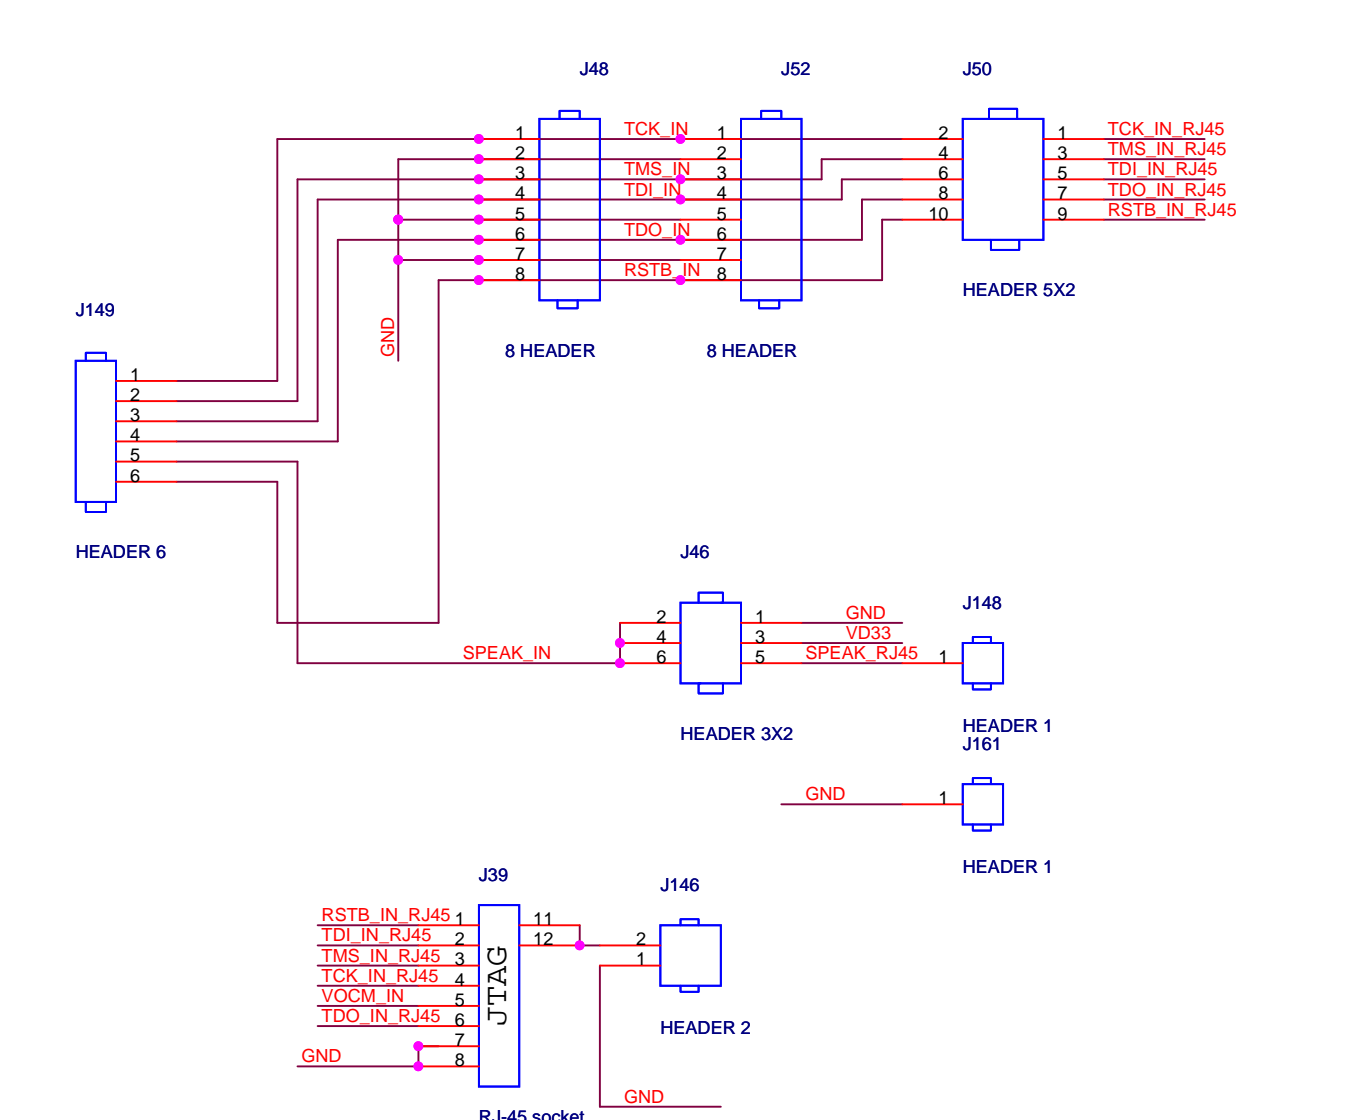 J48 J52 J50
1 TCK_IN 1 2 1 TCK_IN_RJ45
2 2 4 3 TMS_IN_RJ45
3 TMS_IN 3 6 5 TDI_IN_RJ45
4 TDI_IN 4 8 7 TDO_IN_RJ45
5 5 10 9 RSTB_IN_RJ45
6 TDO_IN 6
7 7
8 RSTB_IN 8
HEADER 5X2
GND
8 HEADER 8 HEADER
J149
1
2
3
4
5
6
HEADER 6
J46
2 1 GND
4 3 VD33
SPEAK_IN 6 5 SPEAK_RJ45
HEADER 3X2
J148
1
HEADER 1
J161
GND 1
HEADER 1
J39
RSTB_IN_RJ45 1 11
TDI_IN_RJ45 2 12
TMS_IN_RJ45 3
TCK_IN_RJ45 4
VOCM_IN 5
TDO_IN_RJ45 6
7
GND 8
JTAG
RJ-45 socket
J146
2
1
HEADER 2
GND